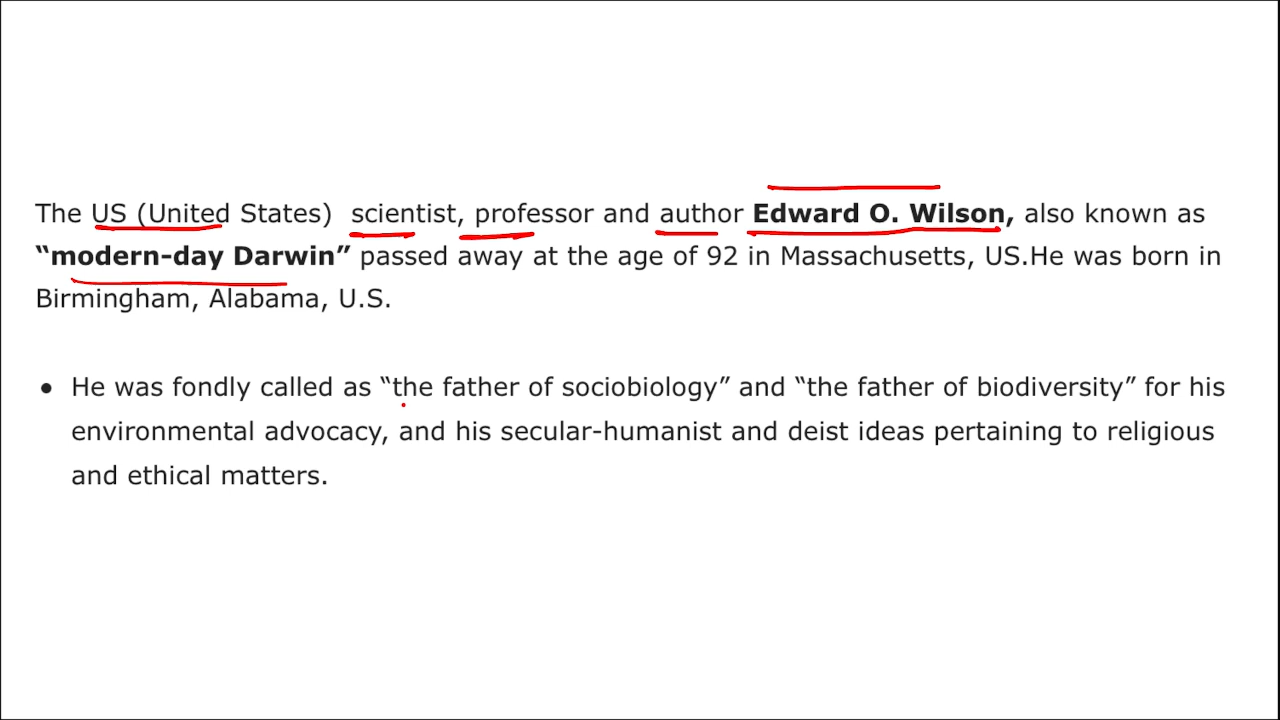 The US (United States)  scientist, professor and author Edward O. Wilson, also known as
“modern-day Darwin” passed away at the age of 92 in Massachusetts, US.He was born in
Birmingham, Alabama, U.S.
● He was fondly called as “the father of sociobiology” and “the father of biodiversity” for his
environmental advocacy, and his secular-humanist and deist ideas pertaining to religious
and ethical matters.